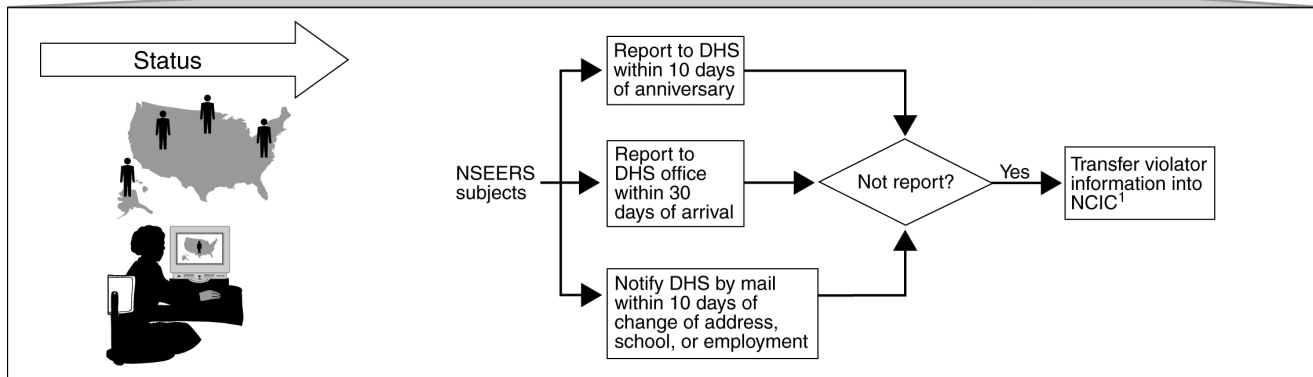 Status
NSEERS
subjects
Report to DHS
within 10 days
of anniversary
Report to
DHS office
within 30
days of arrival
Notify DHS by mail
within 10 days of
change of address,
school, or employment
Not report?
Yes
Transfer violator
information into
NCIC¹